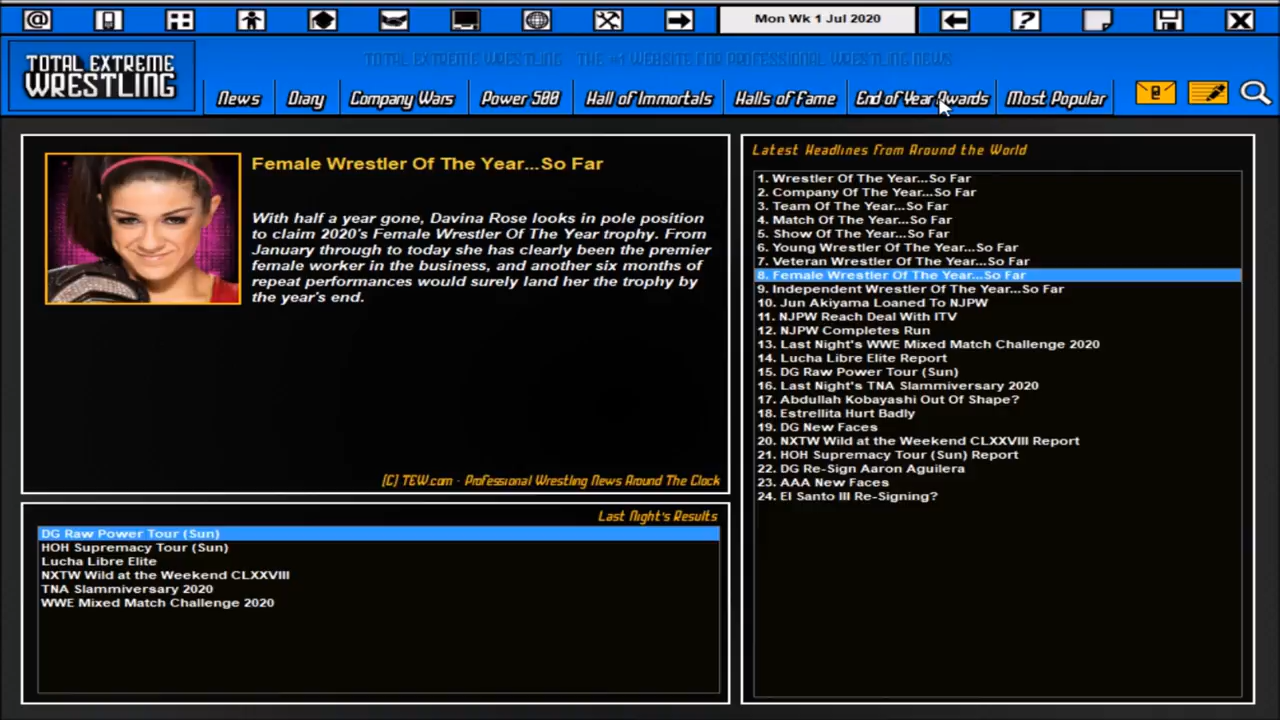 Mon Wk 1 Jul 2020
TOTAL EXTREME WRESTLING THE #1 WEBSITE FOR PROFESSIONAL WRESTLING NEWS
TOTAL EXTREME
WRESTLING
News
Diary
Company Wars
Power 500
Hall of Immortals
Halls of Fame
End of Year Awards
Most Popular
Female Wrestler Of The Year...So Far
With half a year gone, Davina Rose looks in pole position
to claim 2020's Female Wrestler Of The Year trophy. From
January through to today she has clearly been the premier
female worker in the business, and another six months of
repeat performances would surely land her the trophy by
the year's end.
(C) TEW.com - Professional Wrestling News Around The Clock
Last Night's Results
DG Raw Power Tour (Sun)
HOH Supremacy Tour (Sun)
Lucha Libre Elite
NXTW Wild at the Weekend CLXXVIII
TNA Slammiversary 2020
WWE Mixed Match Challenge 2020
Latest Headlines From Around the World
1. Wrestler Of The Year...So Far
2. Company Of The Year...So Far
3. Team Of The Year...So Far
4. Match Of The Year...So Far
5. Show Of The Year...So Far
6. Young Wrestler Of The Year...So Far
7. Veteran Wrestler Of The Year...So Far
8. Female Wrestler Of The Year...So Far
9. Independent Wrestler Of The Year...So Far
10. Jun Akiyama Loaned To NJPW
11. NJPW Reach Deal With ITV
12. NJPW Completes Run
13. Last Night's WWE Mixed Match Challenge 2020
14. Lucha Libre Elite Report
15. DG Raw Power Tour (Sun)
16. Last Night's TNA Slammiversary 2020
17. Abdullah Kobayashi Out Of Shape?
18. Estrellita Hurt Badly
19. DG New Faces
20. NXTW Wild at the Weekend CLXXVIII Report
21. HOH Supremacy Tour (Sun) Report
22. DG Re-Sign Aaron Aguilera
23. AAA New Faces
24. El Santo III Re-Signing?